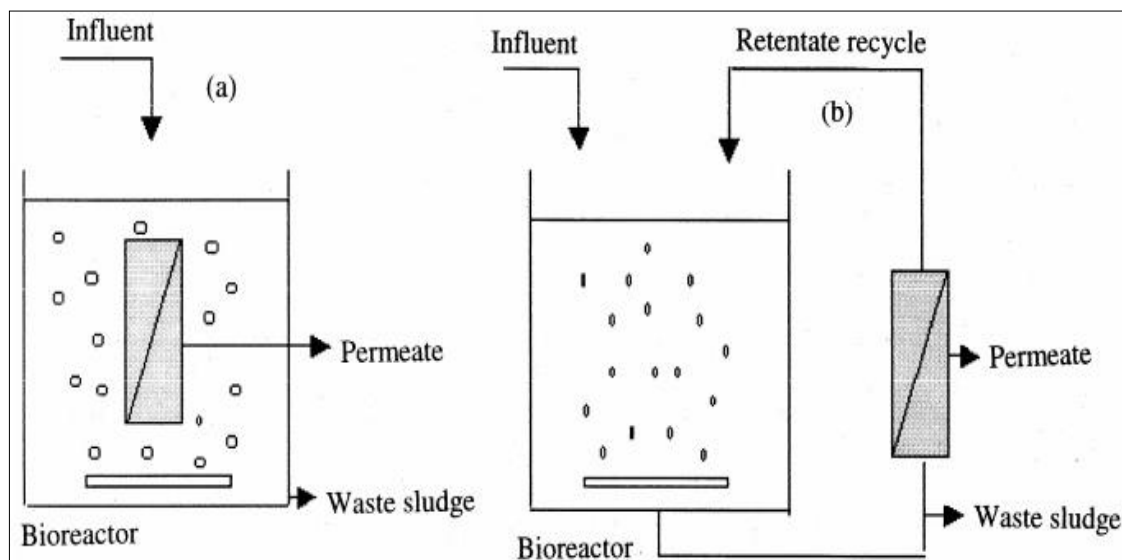 Influent
(a)
Permeate
Waste sludge
Bioreactor
Influent
Retentate recycle
(b)
Permeate
Waste sludge
Bioreactor